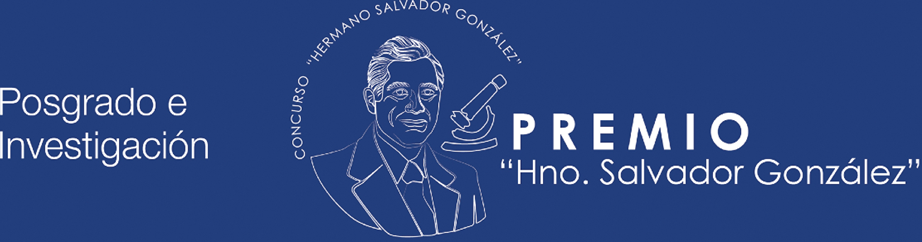 Posgrado e
Investigación
CONCURSO "HERMANO SALVADOR GONZÁLEZ"
PREMIO
“Hno. Salvador González”